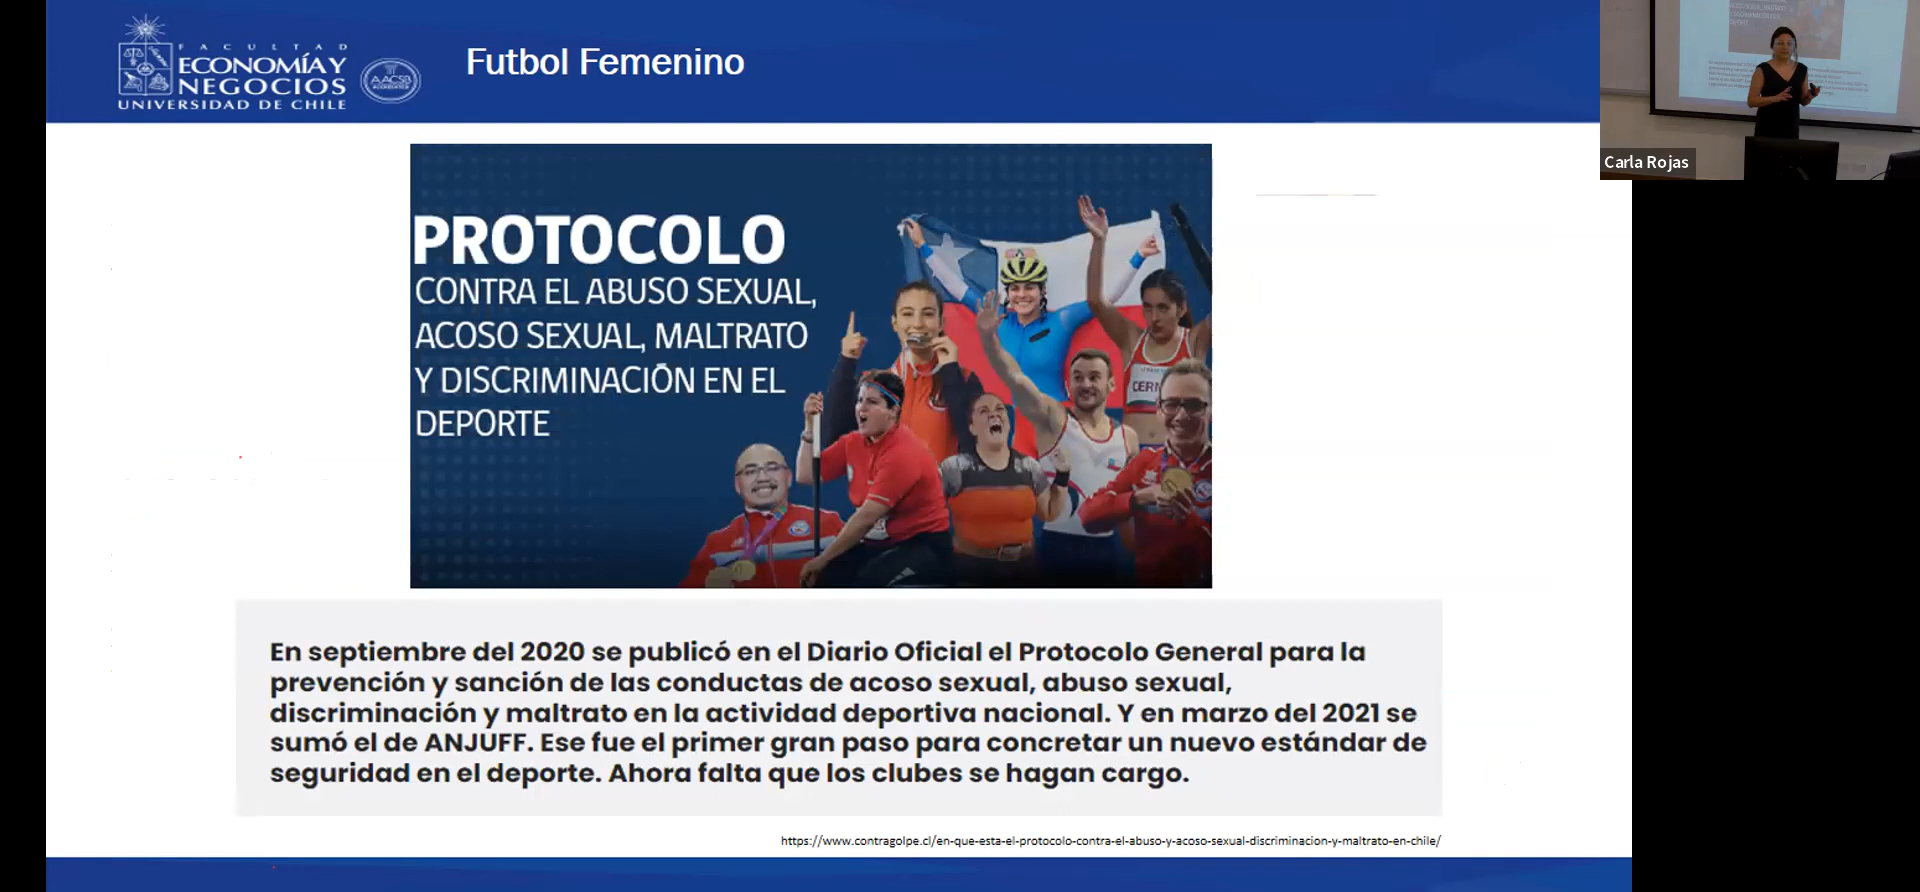 FACULTAD
ECONOMÍA Y
NEGOCIOS
UNIVERSIDAD DE CHILE
AACSB
ACCREDITED
Futbol Femenino
Carla Rojas
PROTOCOLO
CONTRA EL ABUSO SEXUAL,
ACOSO SEXUAL, MALTRATO
Y DISCRIMINACIÓN EN EL
DEPORTE
CERN
En septiembre del 2020 se publicó en el Diario Oficial el Protocolo General para la
prevención y sanción de las conductas de acoso sexual, abuso sexual,
discriminación y maltrato en la actividad deportiva nacional. Y en marzo del 2021 se
sumó el de ANJUFF. Ese fue el primer gran paso para concretar un nuevo estándar de
seguridad en el deporte. Ahora falta que los clubes se hagan cargo.
https://www.contragolpe.cl/en-que-esta-el-protocolo-contra-el-abuso-y-acoso-sexual-discriminacion-y-maltrato-en-chile/